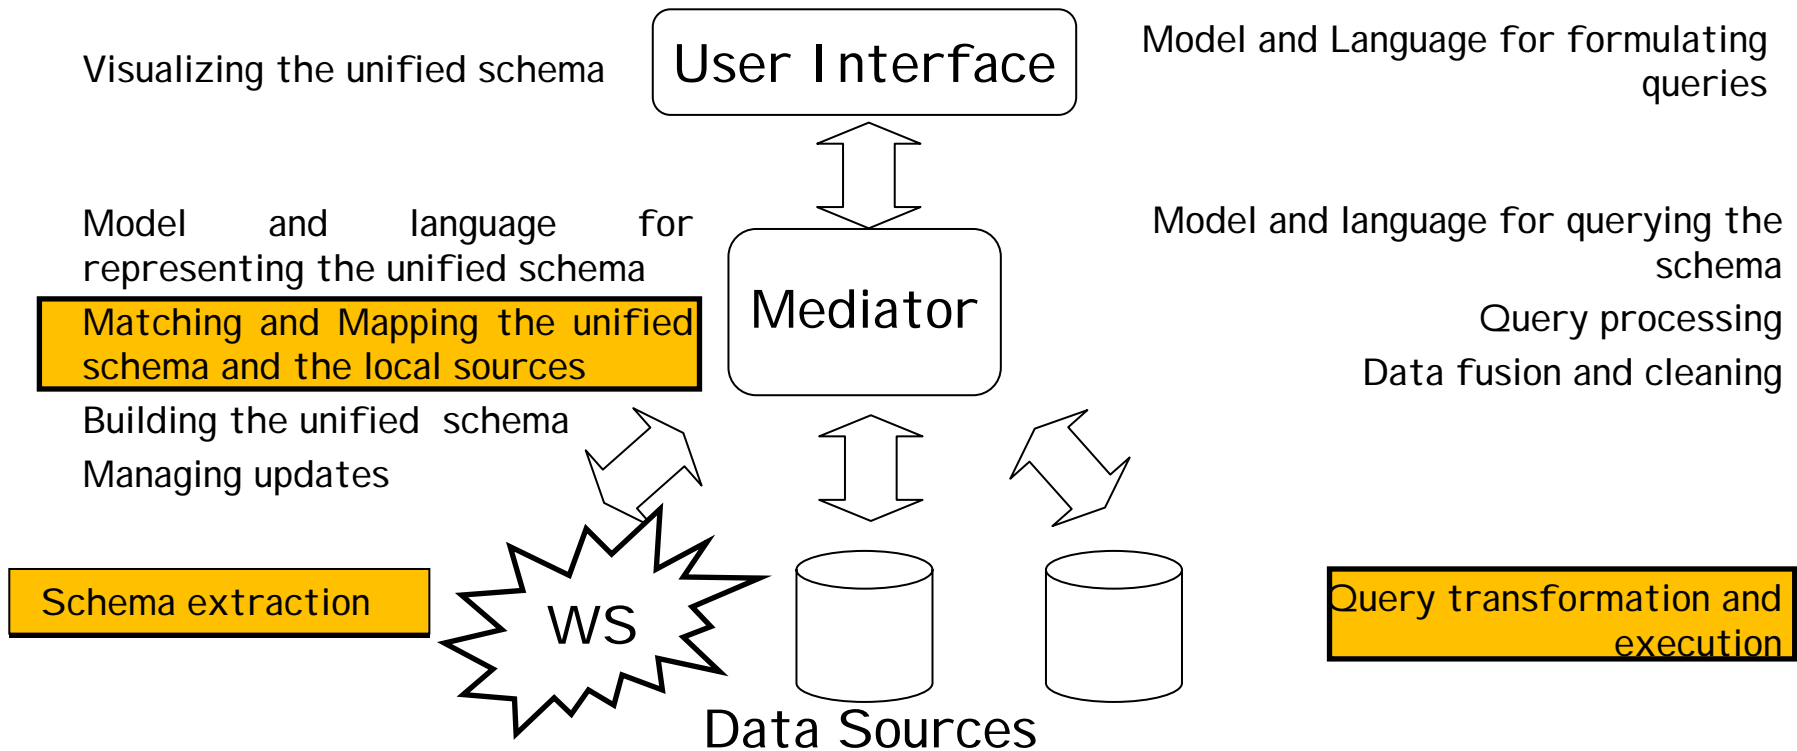 Visualizing the unified schema
User Interface
Model and Language for formulating
queries
Model and language for
representing the unified schema
Matching and Mapping the unified
schema and the local sources
Building the unified schema
Managing updates
Mediator
Model and language for querying the
schema
Query processing
Data fusion and cleaning
Schema extraction
WS
Query transformation and
execution
Data Sources